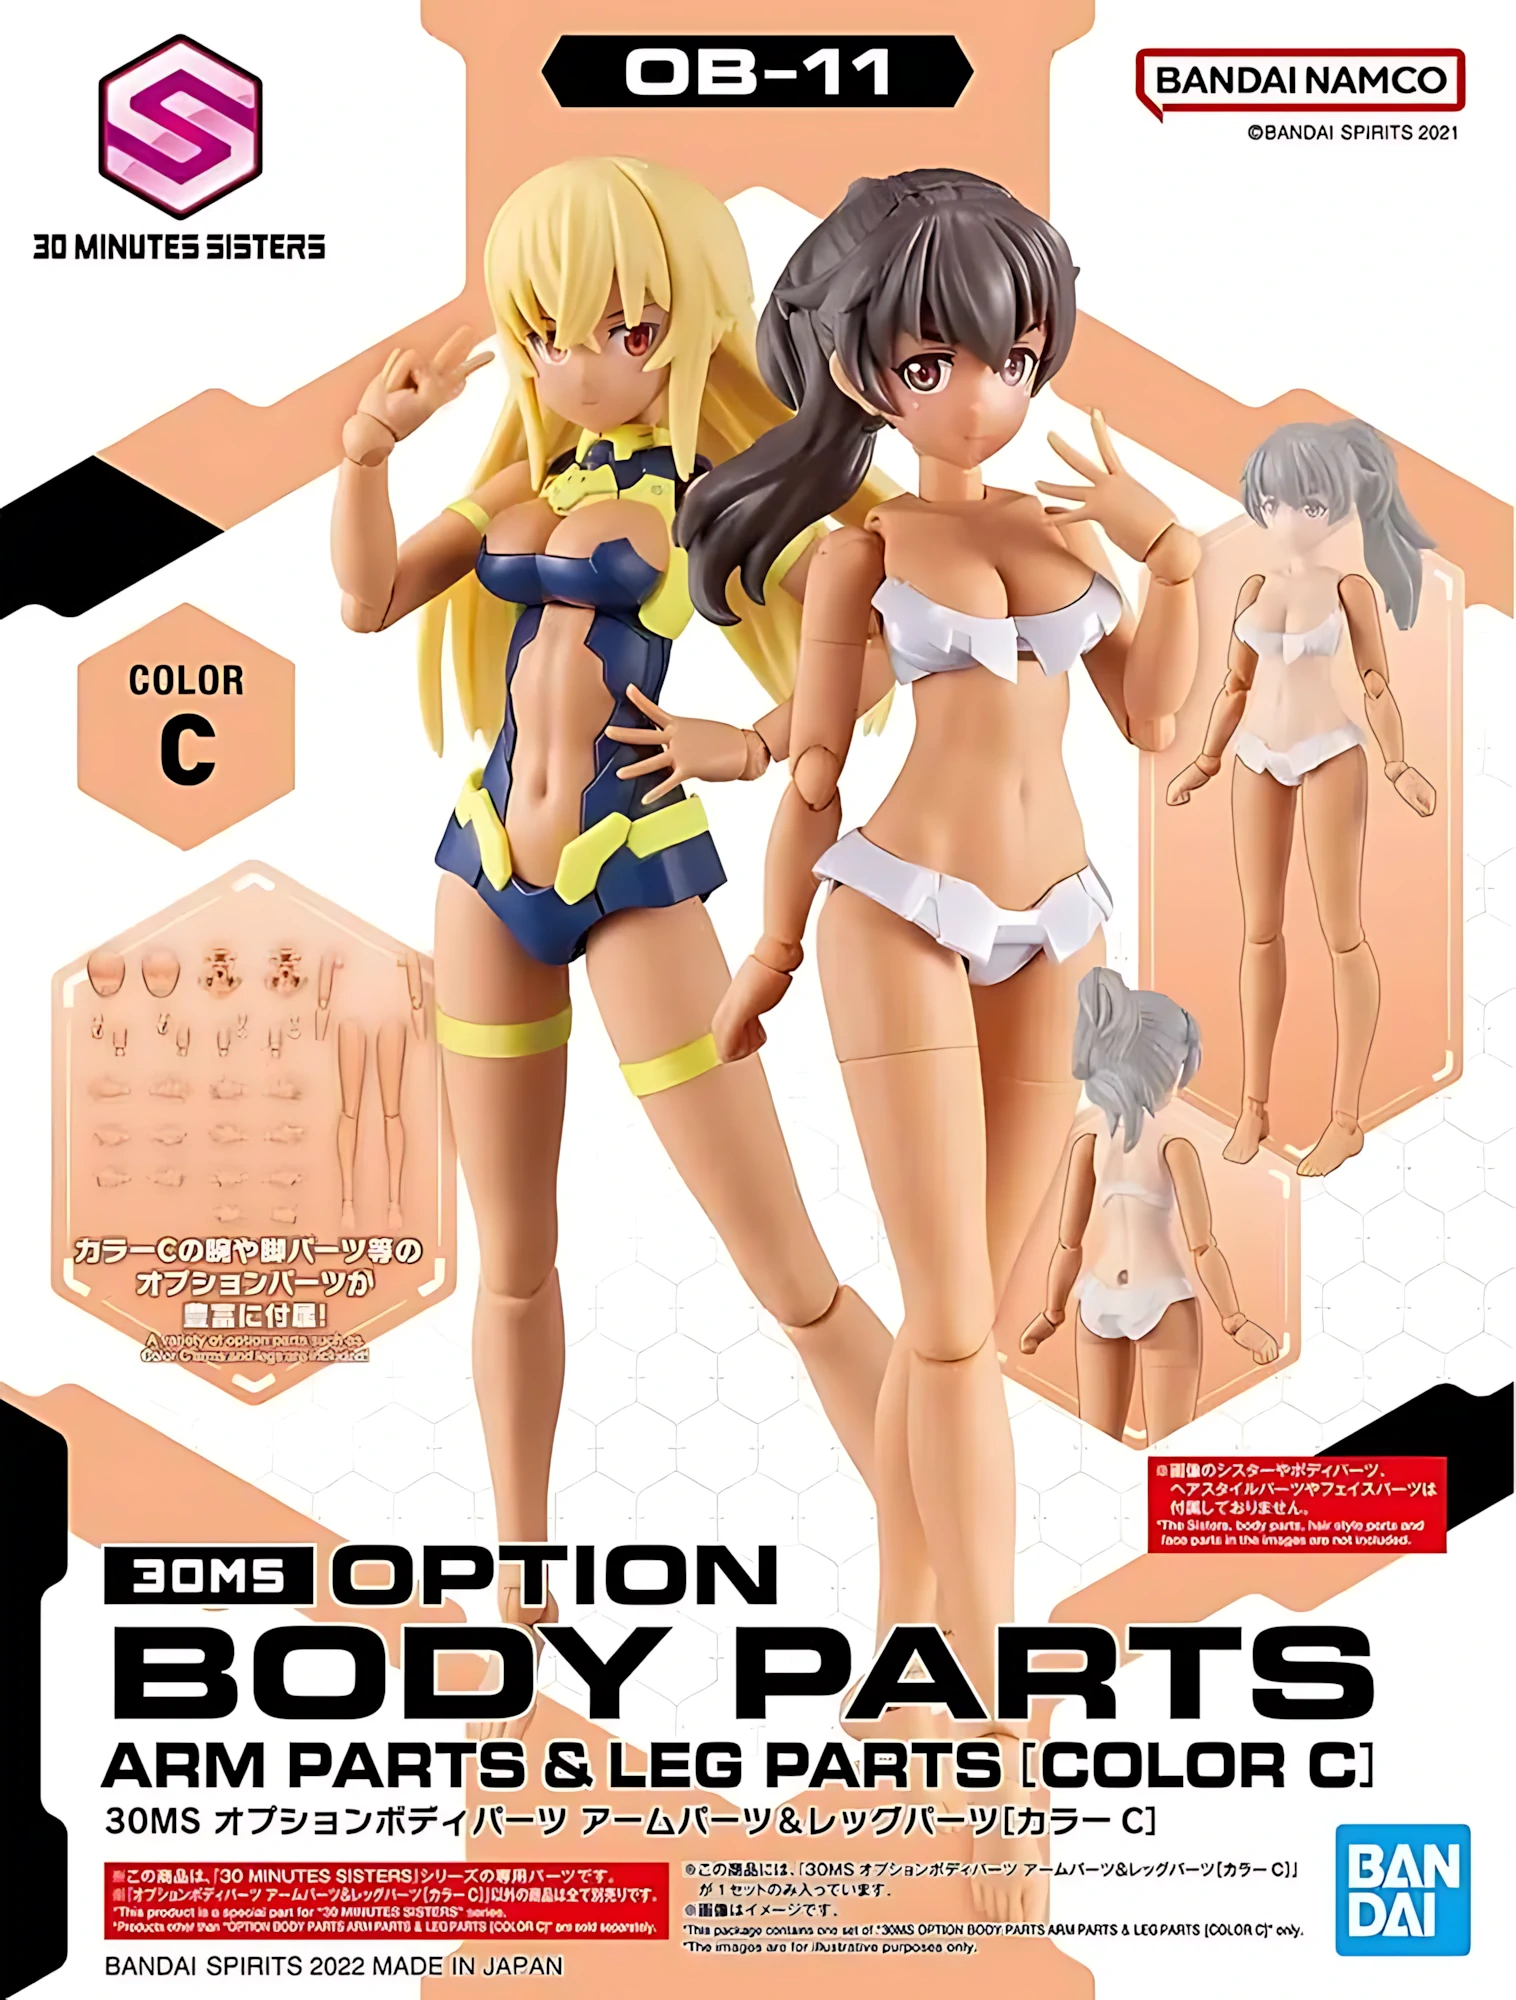 OB-11
BANDAI NAMCO
©BANDAI SPIRITS 2021
30 MINUTES SISTERS
COLOR
C
カラーCの腕や脚パーツ等の
オプションパーツが
豊富に付属!
A variety of option parts such as
Color C arms and legs are included!
※画像のシスターやボディパーツ、
ヘアスタイルパーツやフェイスパーツは
付属しておりません。
*The Sisters, body parts, hair style parts and
face parts in the images are not included.
30MS OPTION
BODY PARTS
ARM PARTS & LEG PARTS [COLOR C]
30MS オプションボディパーツ アームパーツ&レッグパーツ[カラー C]
※この商品は、「30 MINUTES SISTERS」シリーズの専用パーツです。
※「オプションボディパーツ アームパーツ&レッグパーツ[カラー C]」以外の商品は全て別売りです。
*This product is a special part for "30 MINUTES SISTERS" series.
*Products other than "OPTION BODY PARTS ARM PARTS & LEG PARTS [COLOR C]" are sold separately.
※この商品には、「30MS オプションボディパーツ アームパーツ&レッグパーツ[カラー C]」
が1セットのみ入っています。
※画像はイメージです。
*This package contains one set of "30MS OPTION BODY PARTS ARM PARTS & LEG PARTS [COLOR C]" only.
*The images are for illustrative purposes only.
BANDAI SPIRITS 2022 MADE IN JAPAN
BAN
DAI